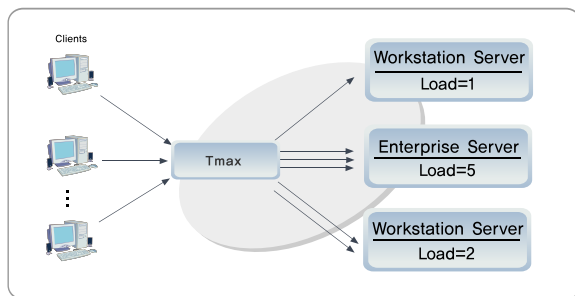 Clients
Workstation Server
Load=1
Tmax
Enterprise Server
Load=5
Workstation Server
Load=2